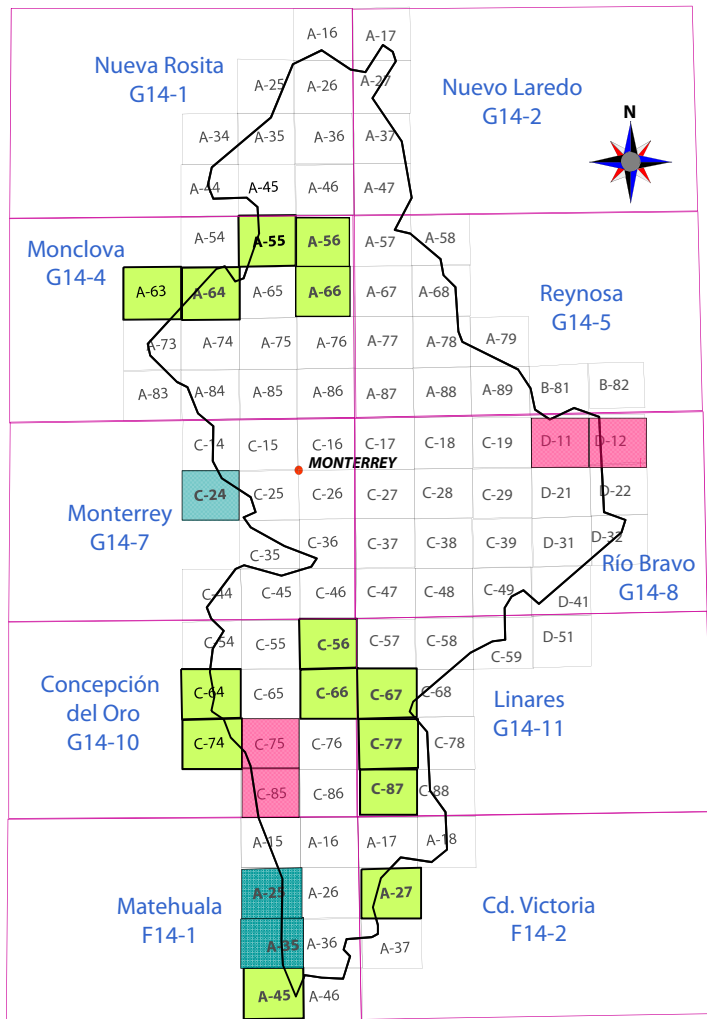 A-16
A-17
Nueva Rosita
G14-1
A-25
A-26
A-27
Nuevo Laredo
G14-2
N
A-34
A-35
A-36
A-37
A-44
A-45
A-46
A-47
A-54
A-55
A-56
A-57
A-58
Monclova
G14-4
A-63
A-64
A-65
A-66
A-67
A-68
Reynosa
G14-5
A-73
A-74
A-75
A-76
A-77
A-78
A-79
A-83
A-84
A-85
A-86
A-87
A-88
A-89
B-81
B-82
C-14
C-15
C-16
C-17
C-18
C-19
D-11
D-12
MONTERREY
C-24
C-25
C-26
C-27
C-28
C-29
D-21
D-22
Monterrey
G14-7
C-35
C-36
C-37
C-38
C-39
D-31
D-32
Río Bravo
G14-8
C-44
C-45
C-46
C-47
C-48
C-49
D-41
C-54
C-55
C-56
C-57
C-58
C-59
D-51
Concepción
del Oro
G14-10
C-64
C-65
C-66
C-67
C-68
Linares
G14-11
C-74
C-75
C-76
C-77
C-78
C-85
C-86
C-87
C-88
A-15
A-16
A-17
A-18
Matehuala
F14-1
A-25
A-26
A-27
Cd. Victoria
F14-2
A-35
A-36
A-37
A-45
A-46